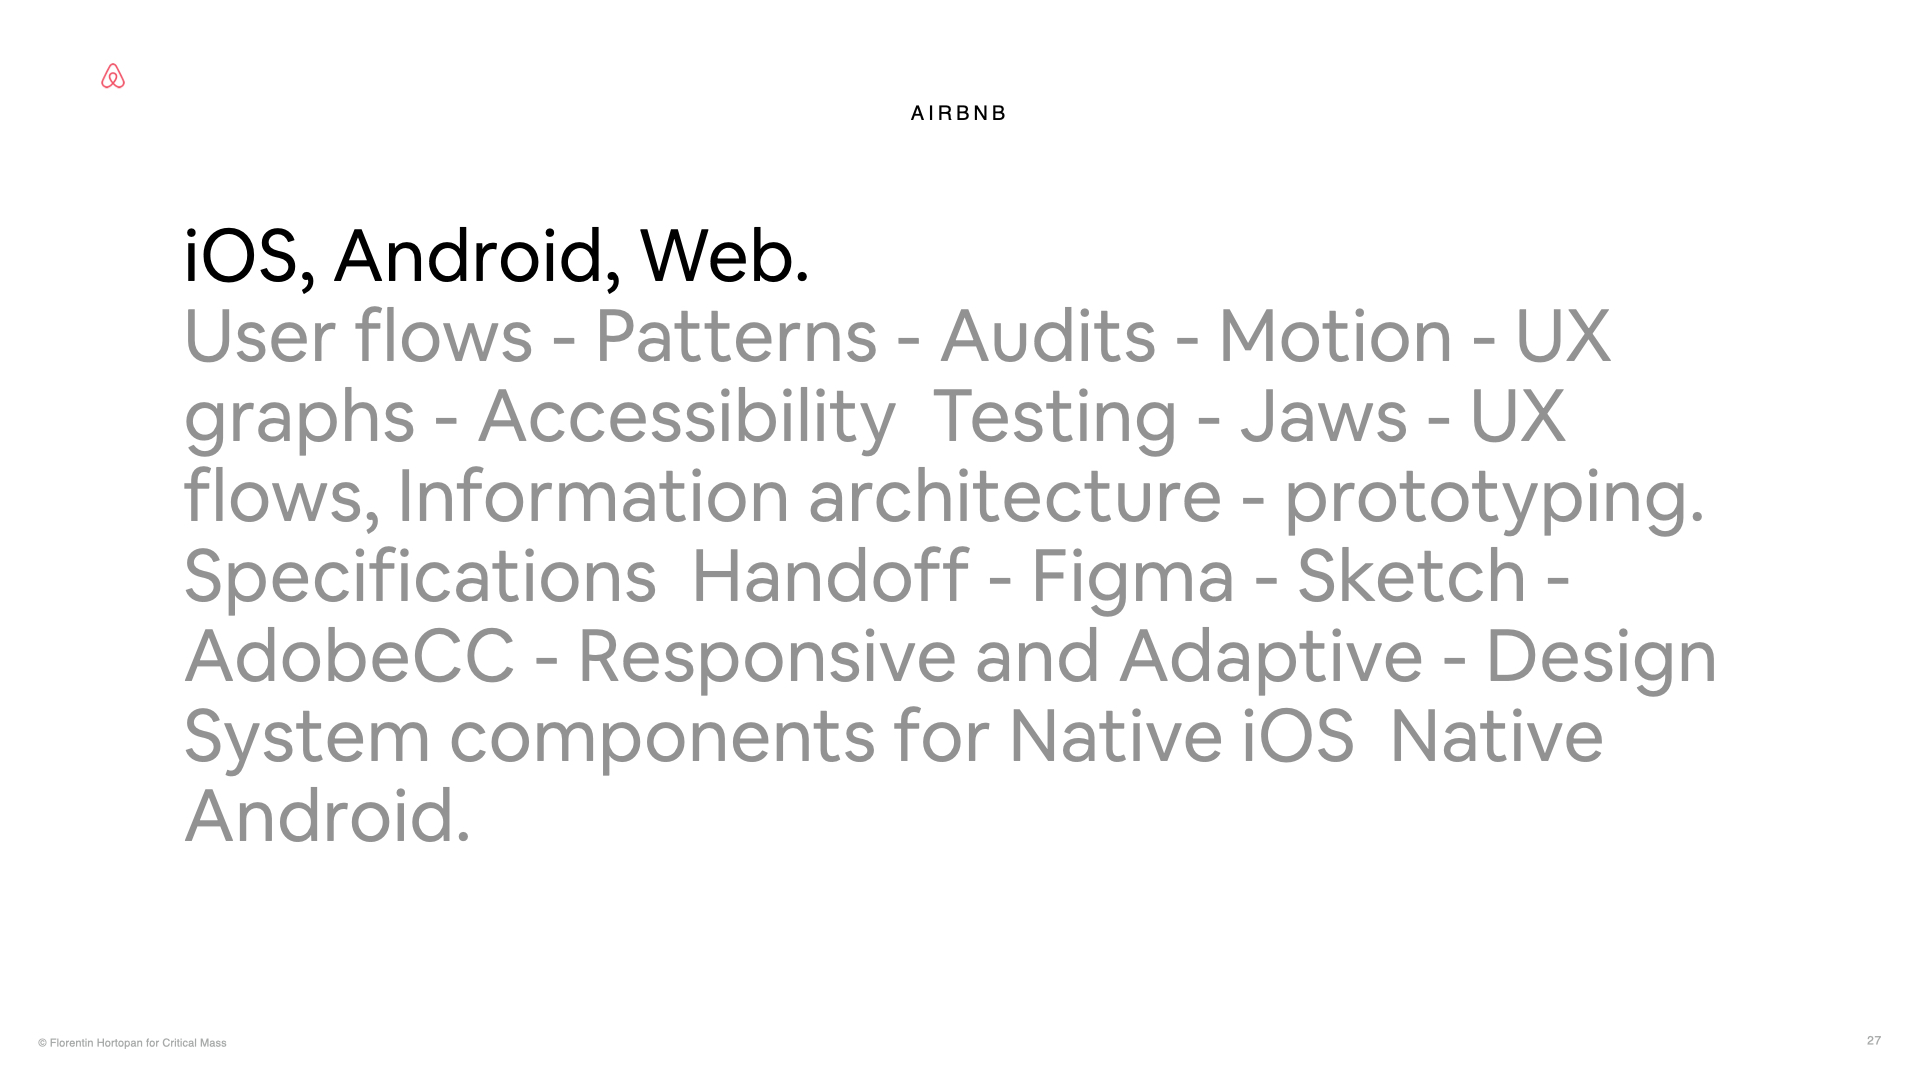 AIRBNB
iOS, Android, Web.
User flows - Patterns - Audits - Motion - UX
graphs - Accessibility  Testing - Jaws - UX
flows, Information architecture - prototyping.
Specifications  Handoff - Figma - Sketch -
AdobeCC - Responsive and Adaptive - Design
System components for Native iOS  Native
Android.
© Florentin Hortopan for Critical Mass
27